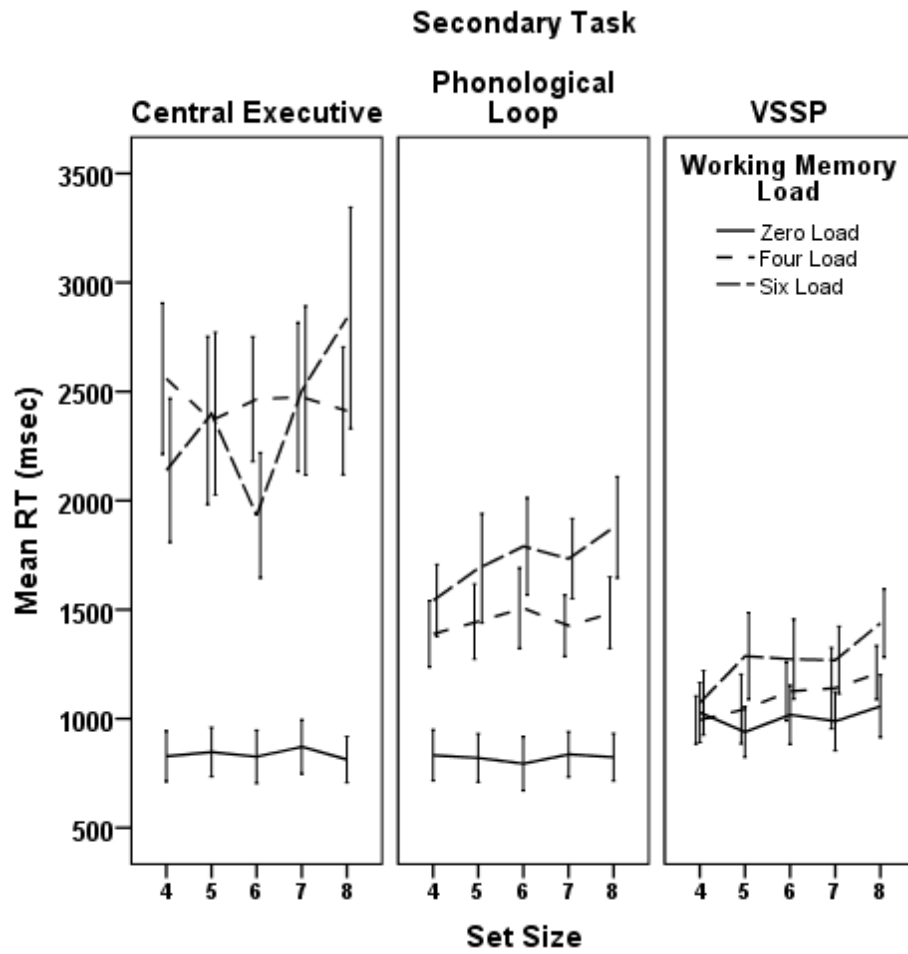 Secondary Task
Central Executive
Phonological
Loop
VSSP
Working Memory
Load
Zero Load
Four Load
Six Load
Mean RT (msec)
3500
3000
2500
2000
1500
1000
500
4 5 6 7 8
4 5 6 7 8
4 5 6 7 8
Set Size